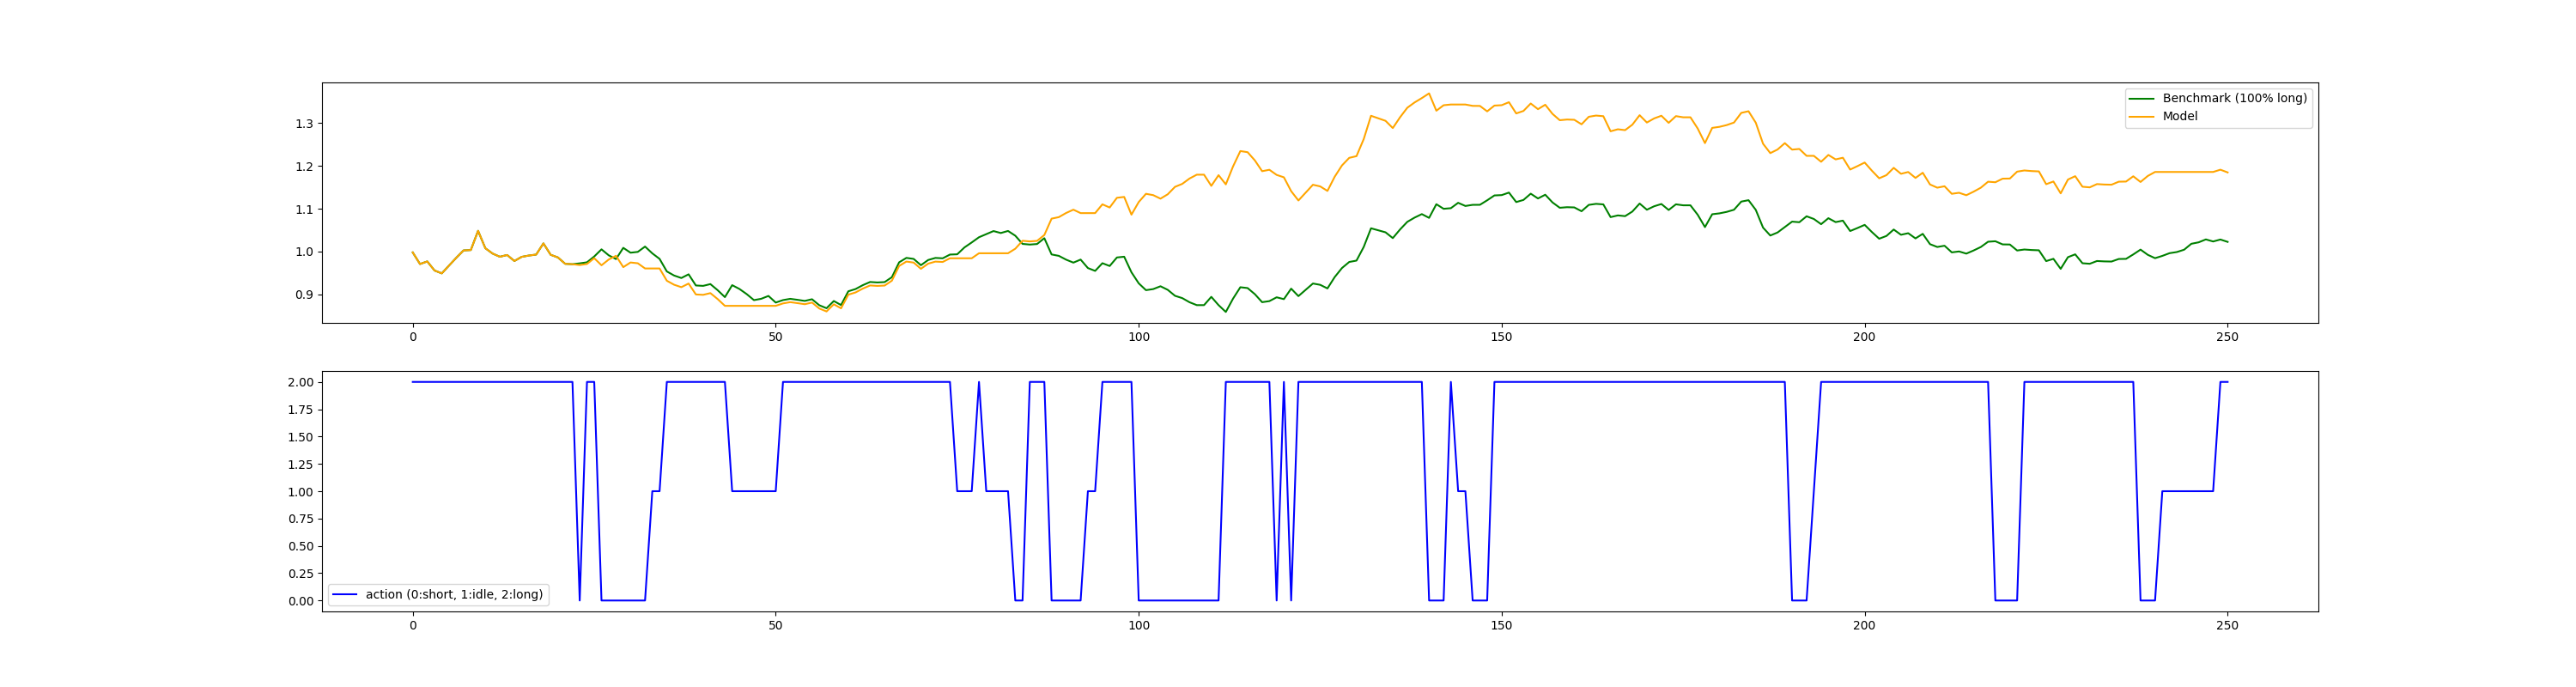 1.3
1.2
1.1
1.0
0.9
Benchmark (100% long)
Model
0 50 100 150 200 250
2.00
1.75
1.50
1.25
1.00
0.75
0.50
0.25
0.00
action (0:short, 1:idle, 2:long)
0 50 100 150 200 250